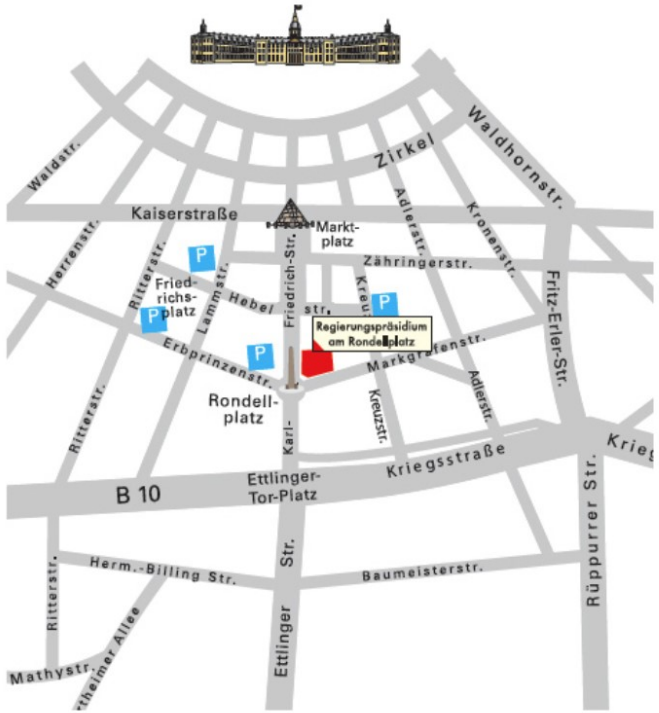 Waldhornstr.
Zirkel
Waldstr.
Kaiserstraße
Markt-
platz
Adlerstr.
Kronenstr.
Herrenstr.
Ritterstr.
P
Zähringerstr.
Lammstr.
Friedrich-Str.
Fried-
richs-
platz
Hebel
str.
P
P
Fritz-Erler-Str.
Regierungspräsidium
am Rondellplatz
P
Erbprinzenstr.
Markgrafenstr.
Rondell-
platz
Adlerstr.
Kreuzstr.
Ritterstr.
Karl-
Kriegsstraße
Ettlinger-
Tor-Platz
B 10
Rüppurrer Str.
Herm.-Billing Str.
Str.
Baumeisterstr.
Ritterstr.
Ettlinger
Mathystr.